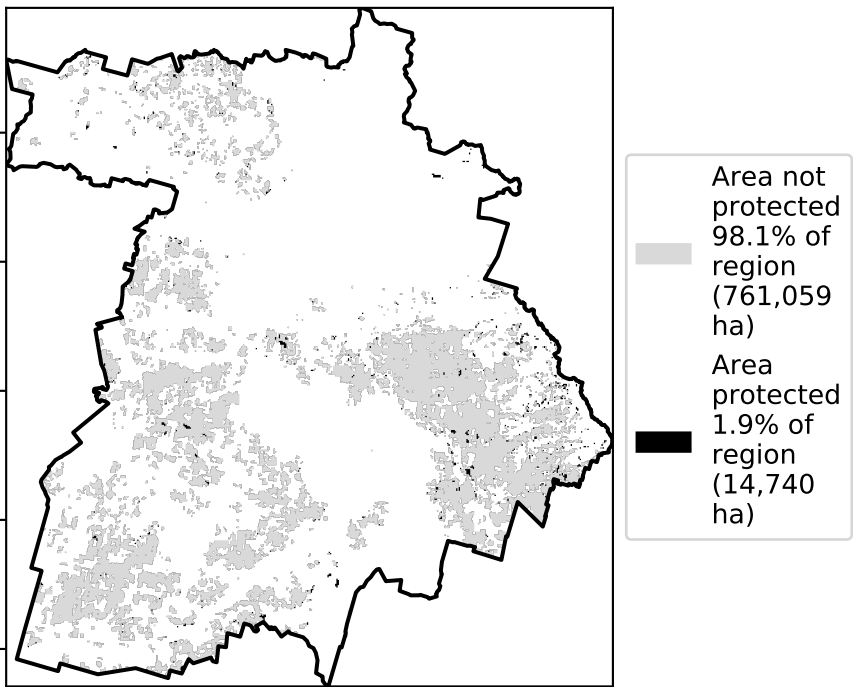 Area not
protected
98.1% of
region
(761,059
ha)
Area
protected
1.9% of
region
(14,740
ha)